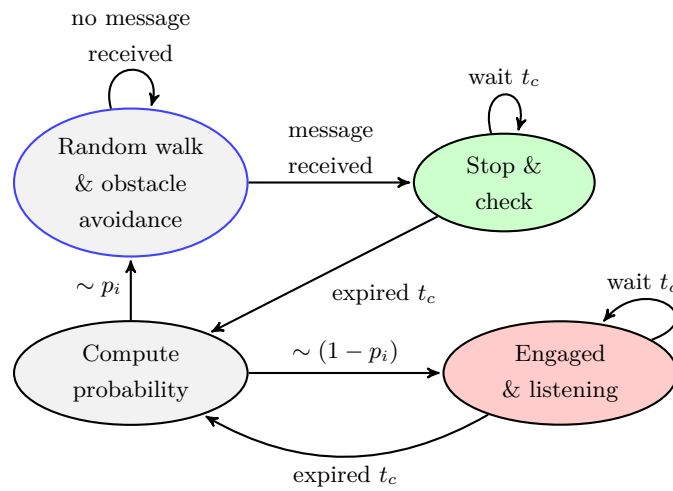 no message
received
Random walk
& obstacle
avoidance
message
received
wait t_c
Stop &
check
expired t_c
∼ p_i
Compute
probability
∼ (1 − p_i)
wait t_c
Engaged
& listening
expired t_c